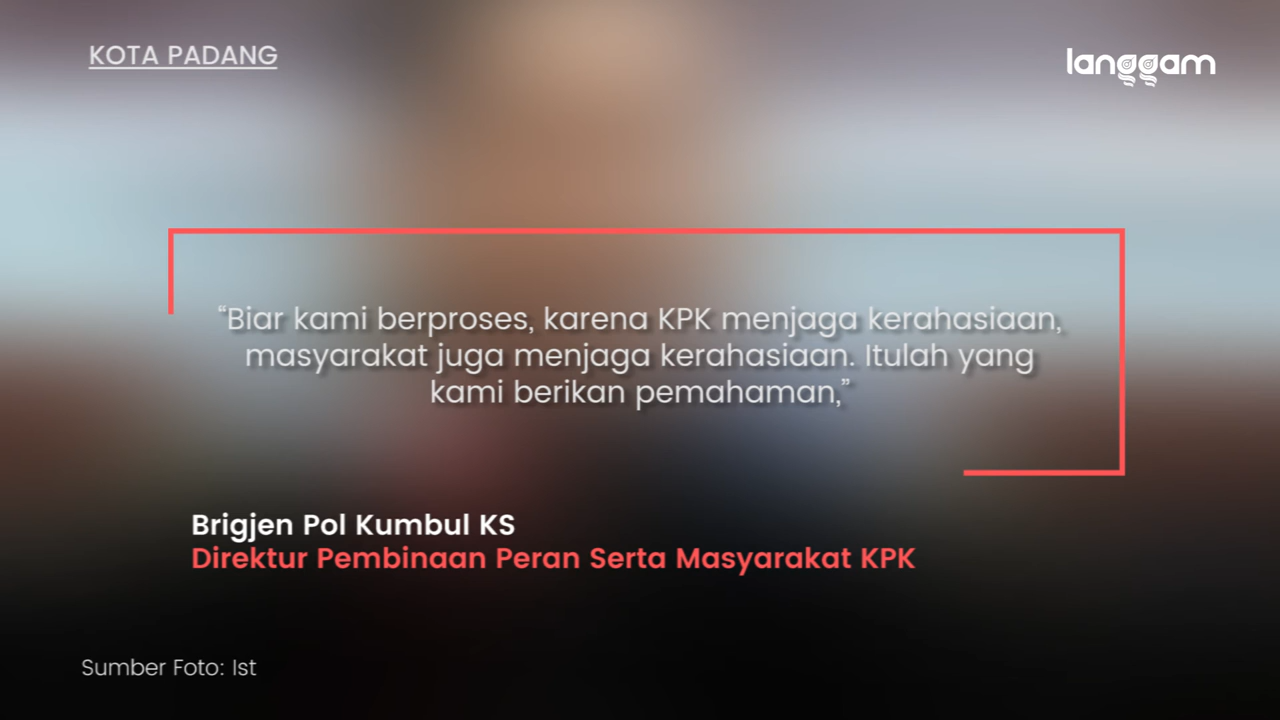 KOTA PADANG
langgam
“Biar kami berproses, karena KPK menjaga kerahasiaan,
masyarakat juga menjaga kerahasiaan. Itulah yang
kami berikan pemahaman,”
Brigjen Pol Kumbul KS
Direktur Pembinaan Peran Serta Masyarakat KPK
Sumber Foto: Ist